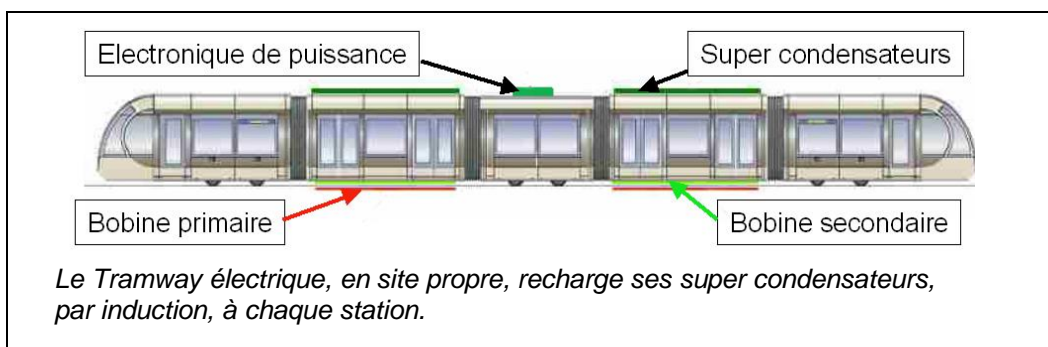 Electronique de puissance
Super condensateurs
Bobine primaire
Bobine secondaire
Le Tramway électrique, en site propre, recharge ses super condensateurs,
par induction, à chaque station.